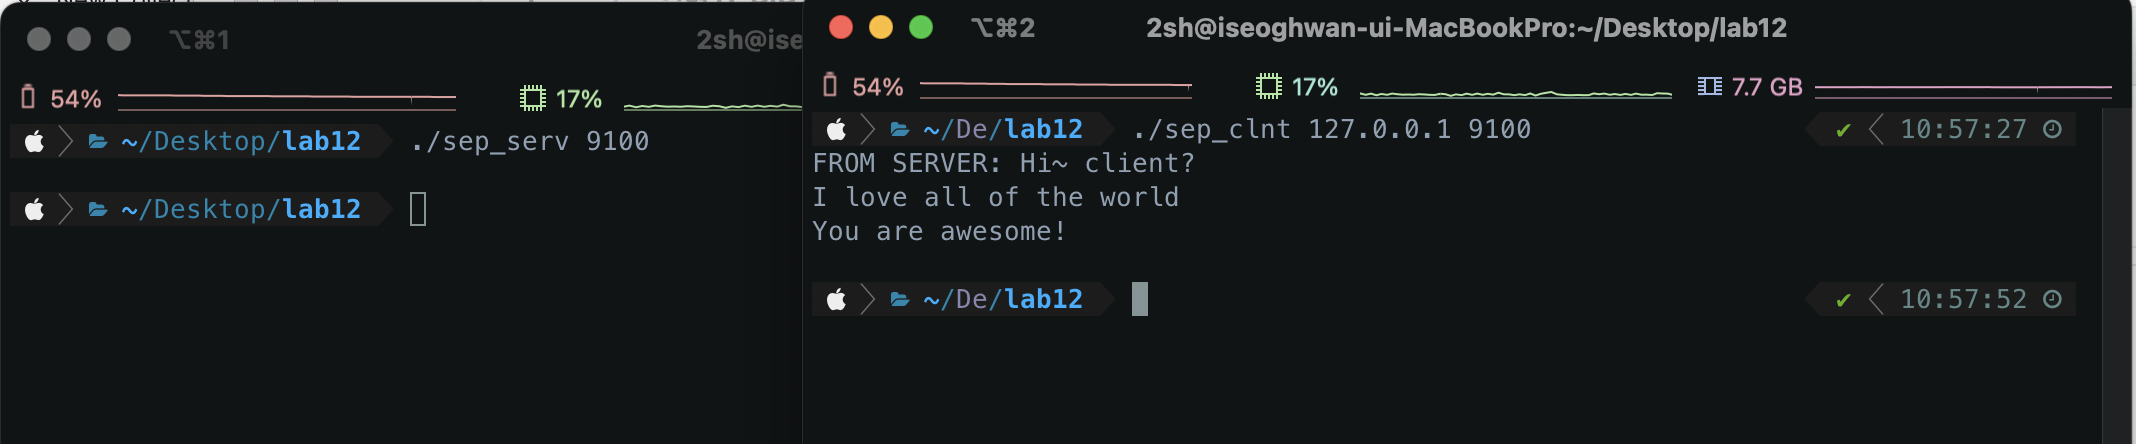 ⌥⌘1
2sh@ise
54%
17%
~/Desktop/lab12 ./sep_serv 9100
~/Desktop/lab12
⌥⌘2
2sh@iseoghwan-ui-MacBookPro:~/Desktop/lab12
54%
17%
7.7 GB
~/De/lab12 ./sep_clnt 127.0.0.1 9100 ✔ 10:57:27
FROM SERVER: Hi~ client?
I love all of the world
You are awesome!
~/De/lab12 ✔ 10:57:52